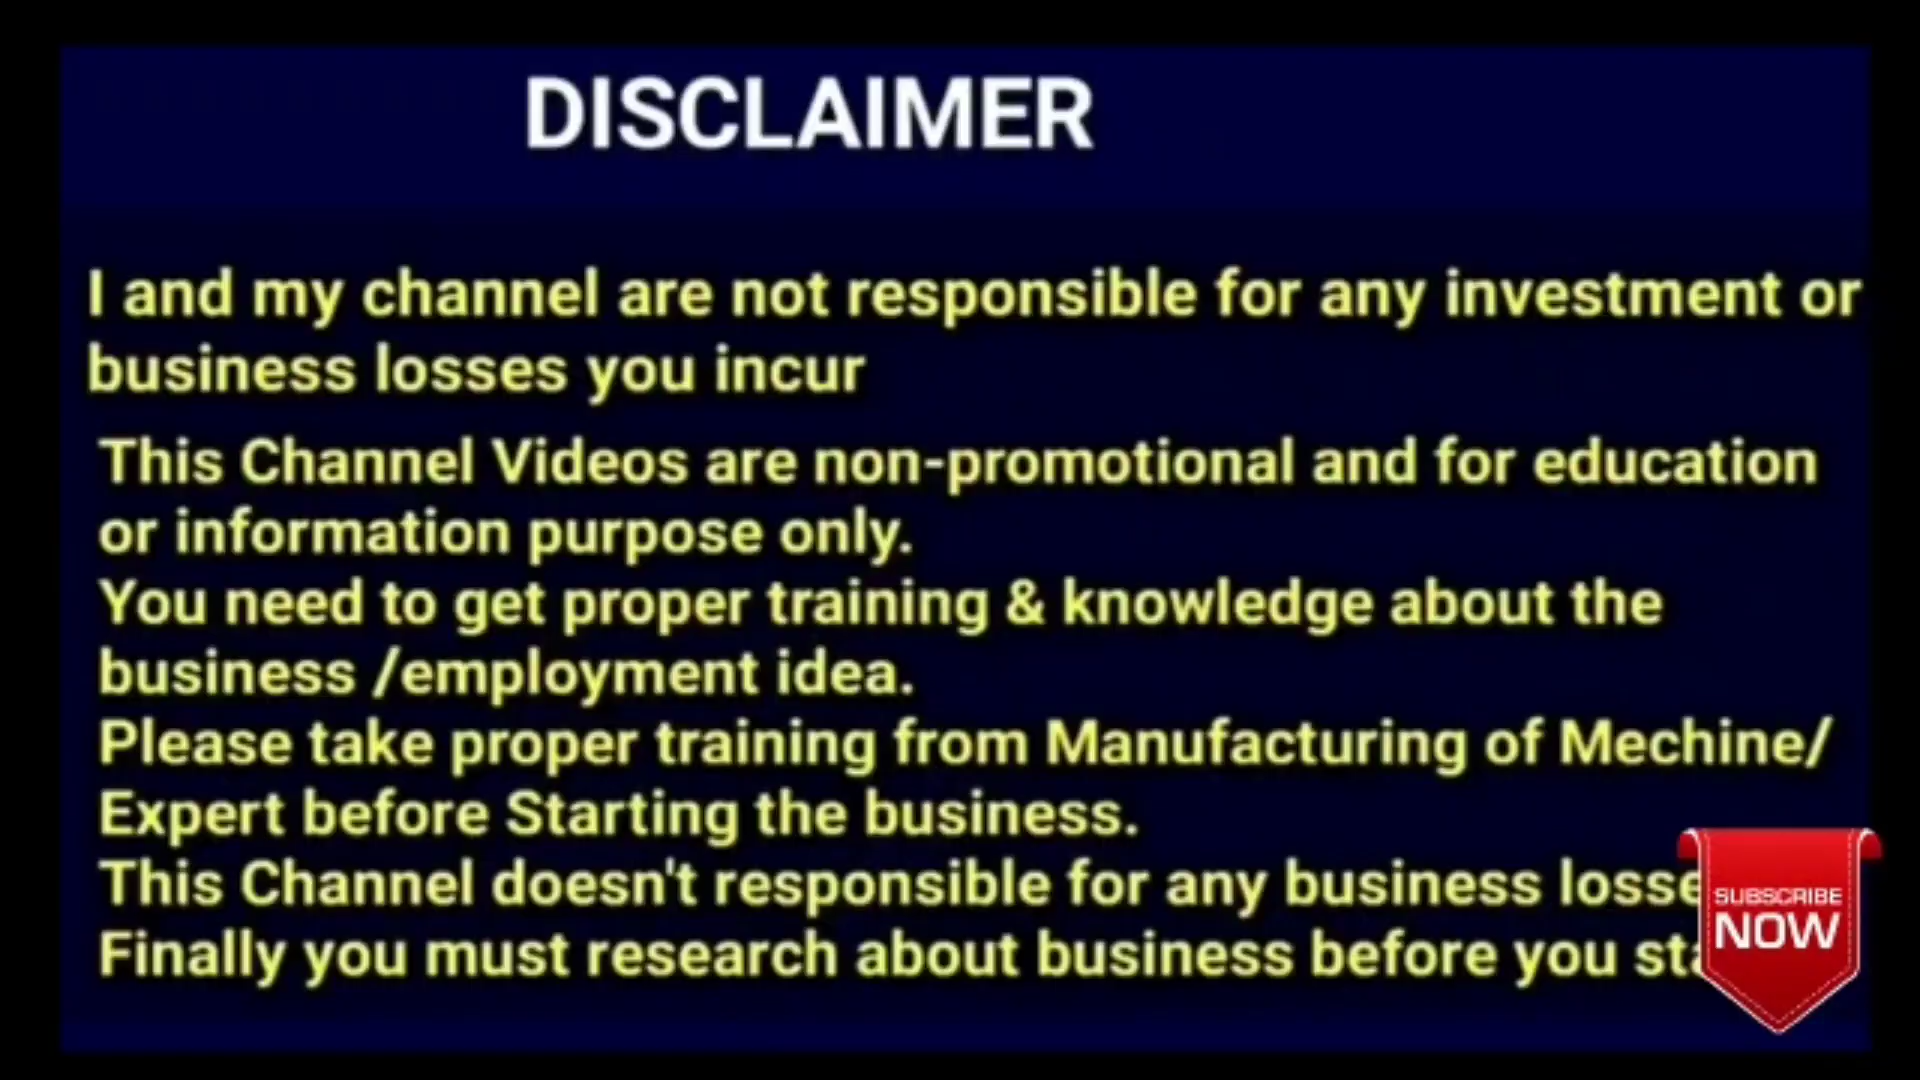 DISCLAIMER
I and my channel are not responsible for any investment or
business losses you incur
This Channel Videos are non-promotional and for education
or information purpose only.
You need to get proper training & knowledge about the
business /employment idea.
Please take proper training from Manufacturing of Mechine/
Expert before Starting the business.
This Channel doesn't responsible for any business
Finally you must research about business before you
SUBSCRIBE
NOW